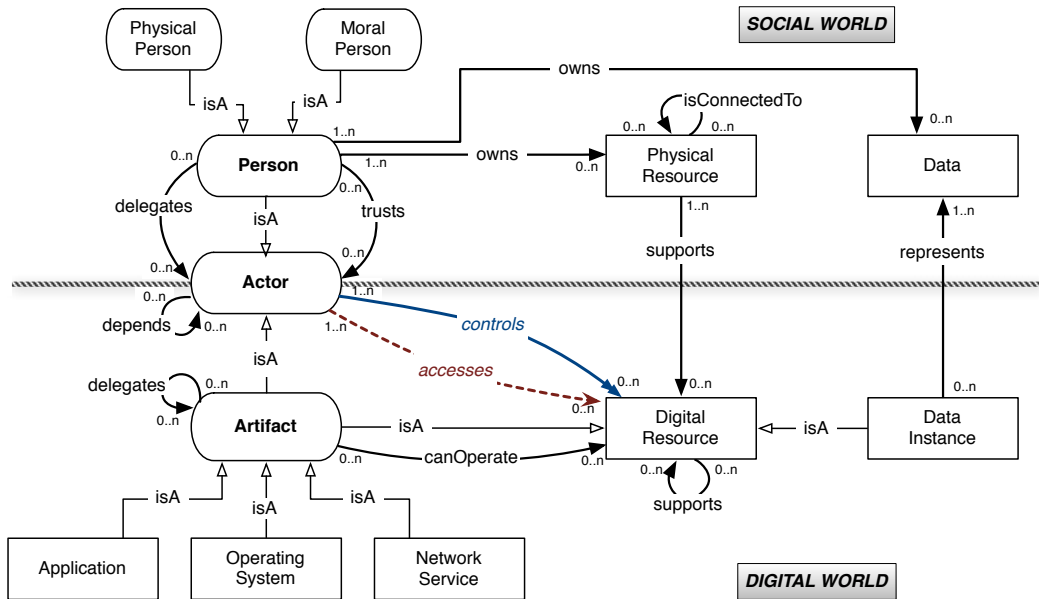 Physical
Person
Moral
Person
SOCIAL WORLD
owns
isA
isA
isConnectedTo
1..n
0..n
0..n
0..n
0..n
Person
1..n
owns
0..n
Physical
Resource
Data
0..n
delegates
isA
trusts
1..n
1..n
supports
represents
0..n
0..n
Actor
0..n
1..n
depends
0..n
1..n
controls
isA
accesses
delegates
0..n
0..n
0..n
0..n
0..n
0..n
Artifact
isA
Digital
Resource
isA
Data
Instance
0..n
canOperate
0..n
0..n
0..n
isA
isA
isA
supports
Application
Operating
System
Network
Service
DIGITAL WORLD